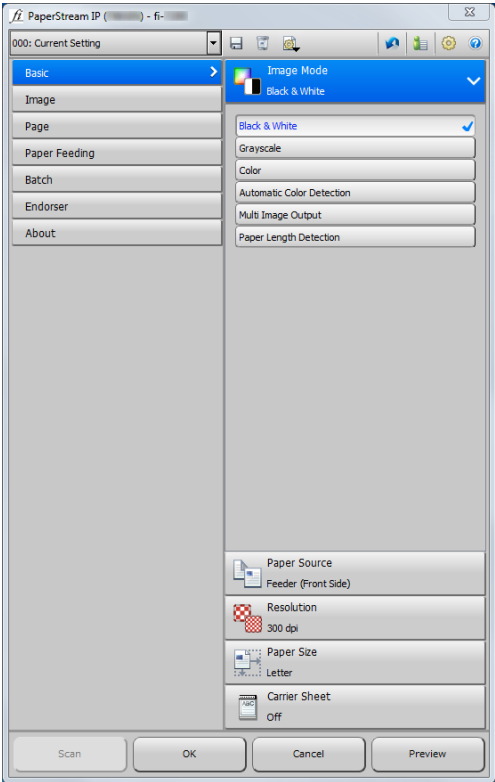 fi PaperStream IP ( ) - fi-
000: Current Setting
Basic
Image
Page
Paper Feeding
Batch
Endorser
About
Image Mode
Black & White
Black & White
Grayscale
Color
Automatic Color Detection
Multi Image Output
Paper Length Detection
Paper Source
Feeder (Front Side)
Resolution
300 dpi
Paper Size
Letter
ABC
Carrier Sheet
Off
Scan
OK
Cancel
Preview